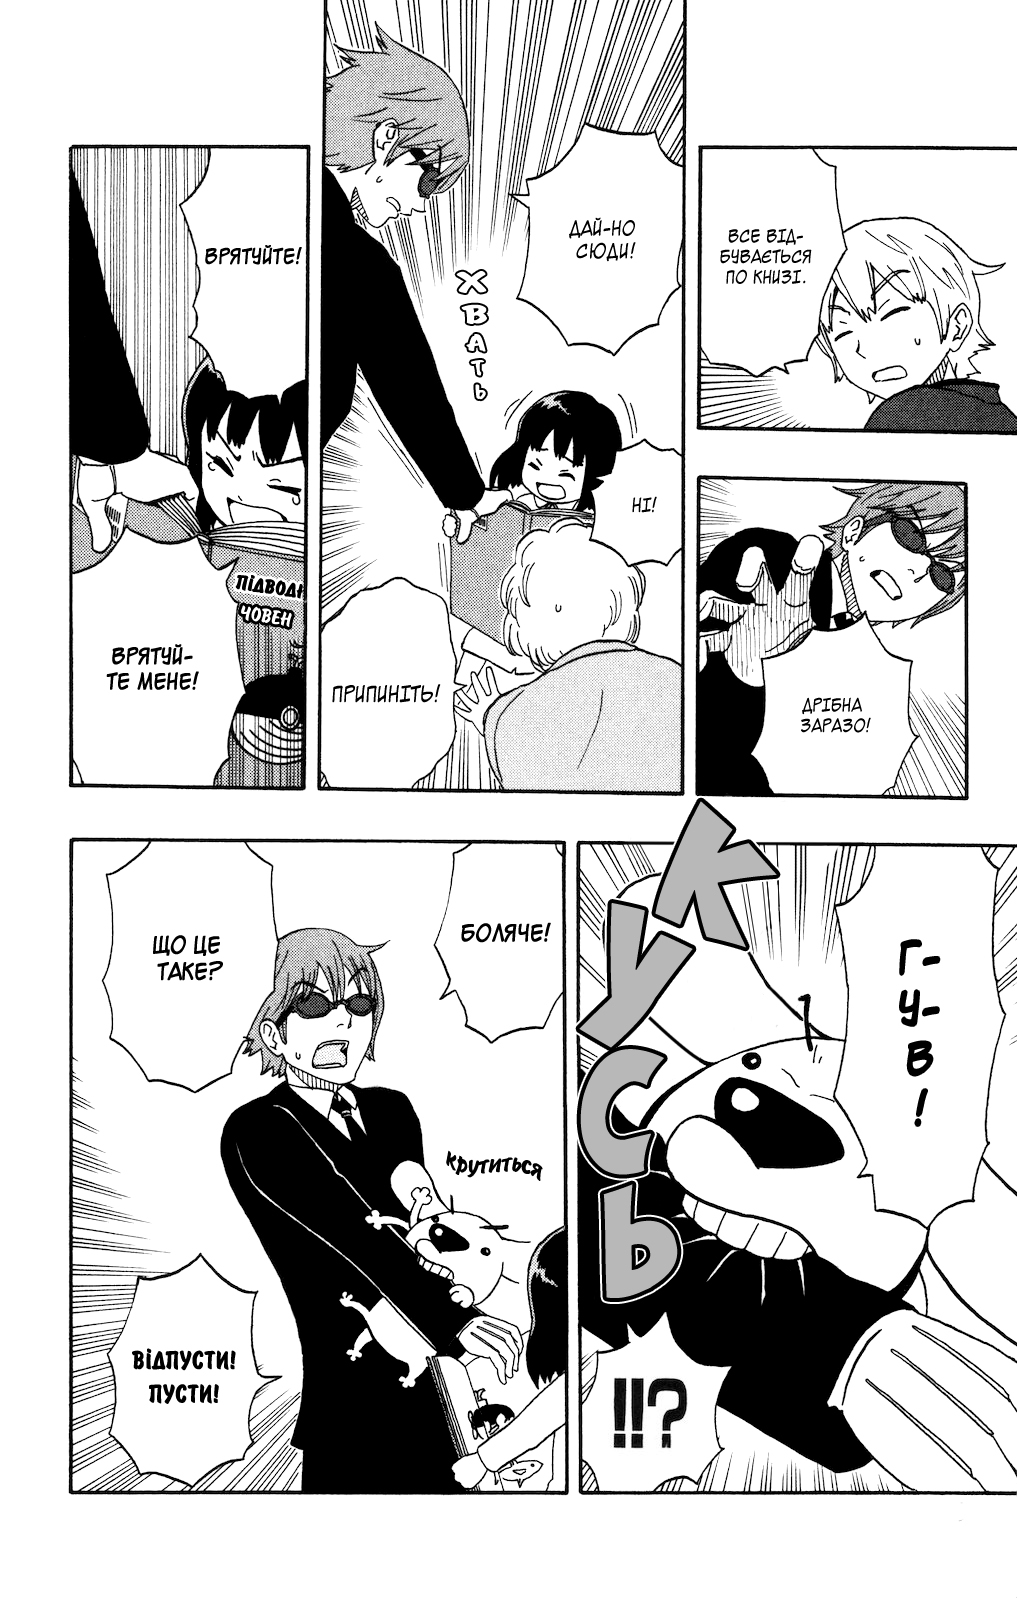 ВСЕ ВІД-
БУВАЄТЬСЯ
ПО КНИЗІ.
ДРІБНА
ЗАРАЗО!
ДАЙ-НО
СЮДИ!
ХВАТЬ
НІ!
ПРИПИНІТЬ!
ВРЯТУЙТЕ!
ПІДВОДН
ЧОВЕН
ВРЯТУЙ-
ТЕ МЕНЕ!
КУСЬ
Г-
У-
В
!
!!?
БОЛЯЧЕ!
ЩО ЦЕ
ТАКЕ?
КРУТИТЬСЯ
ВІДПУСТИ!
ПУСТИ!